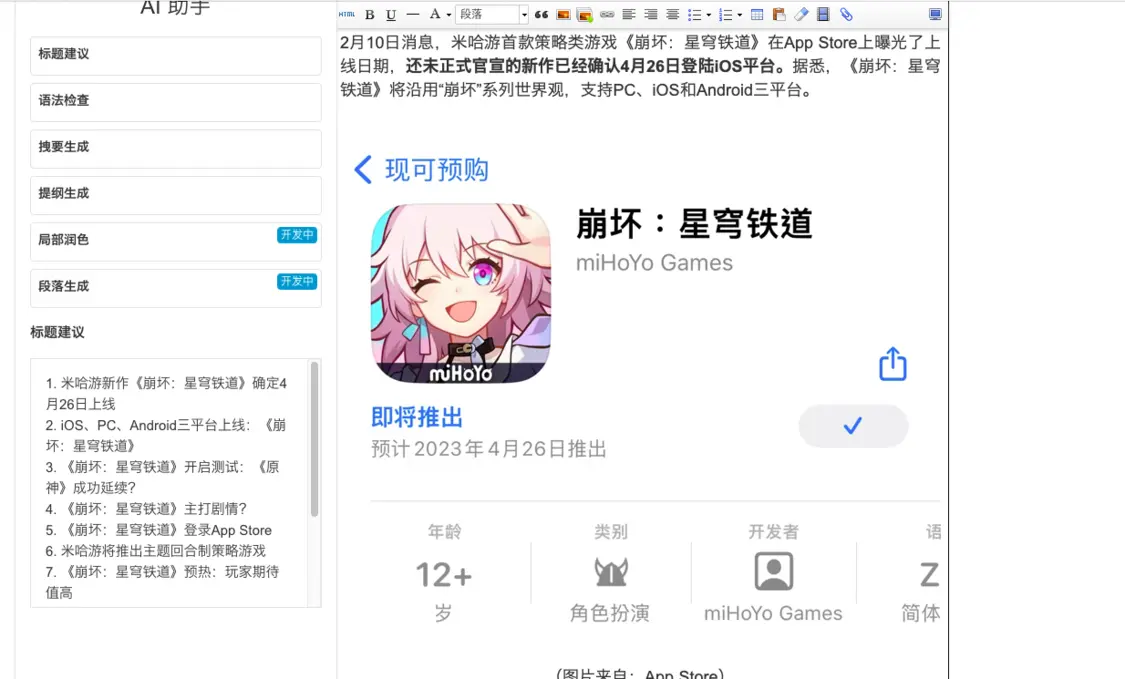 AI 助手
标题建议
语法检查
拽要生成
提纲生成
局部润色
开发中
段落生成
开发中
标题建议
1. 米哈游新作《崩坏：星穹铁道》确定4
月26日上线
2. iOS、PC、Android三平台上线：《崩
坏：星穹铁道》
3. 《崩坏：星穹铁道》开启测试：《原
神》成功延续？
4. 《崩坏：星穹铁道》主打剧情？
5. 《崩坏：星穹铁道》登录App Store
6. 米哈游将推出主题回合制策略游戏
7. 《崩坏：星穹铁道》预热：玩家期待
值高
HTML B U A 段落
2月10日消息，米哈游首款策略类游戏《崩坏：星穹铁道》在App Store上曝光了上
线日期，还未正式官宣的新作已经确认4月26日登陆iOS平台。据悉，《崩坏：星穹
铁道》将沿用“崩坏”系列世界观，支持PC、iOS和Android三平台。
现可预购
miHoYo
崩坏：星穹铁道
miHoYo Games
即将推出
预计2023年4月26日推出
年龄 类别 开发者 语
12+ Z
岁 角色扮演 miHoYo Games 简体
（图片来自：App Store）